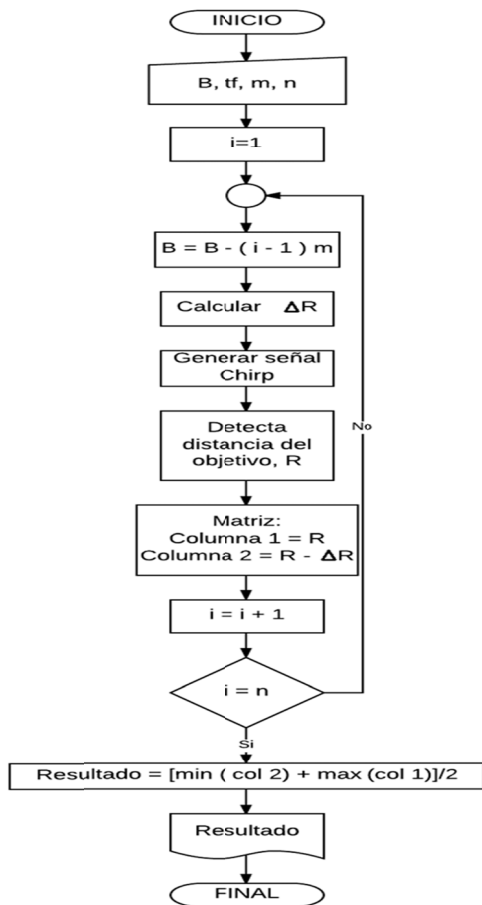 INICIO
B, tf, m, n
i=1
B = B - ( i - 1 ) m
Calcular ΔR
Generar señal
Chirp
Detecta
distancia del
objetivo, R
No
Matriz:
Columna 1 = R
Columna 2 = R - ΔR
i = i + 1
i = n
Si
Resultado = [min ( col 2) + max (col 1)]/2
Resultado
FINAL